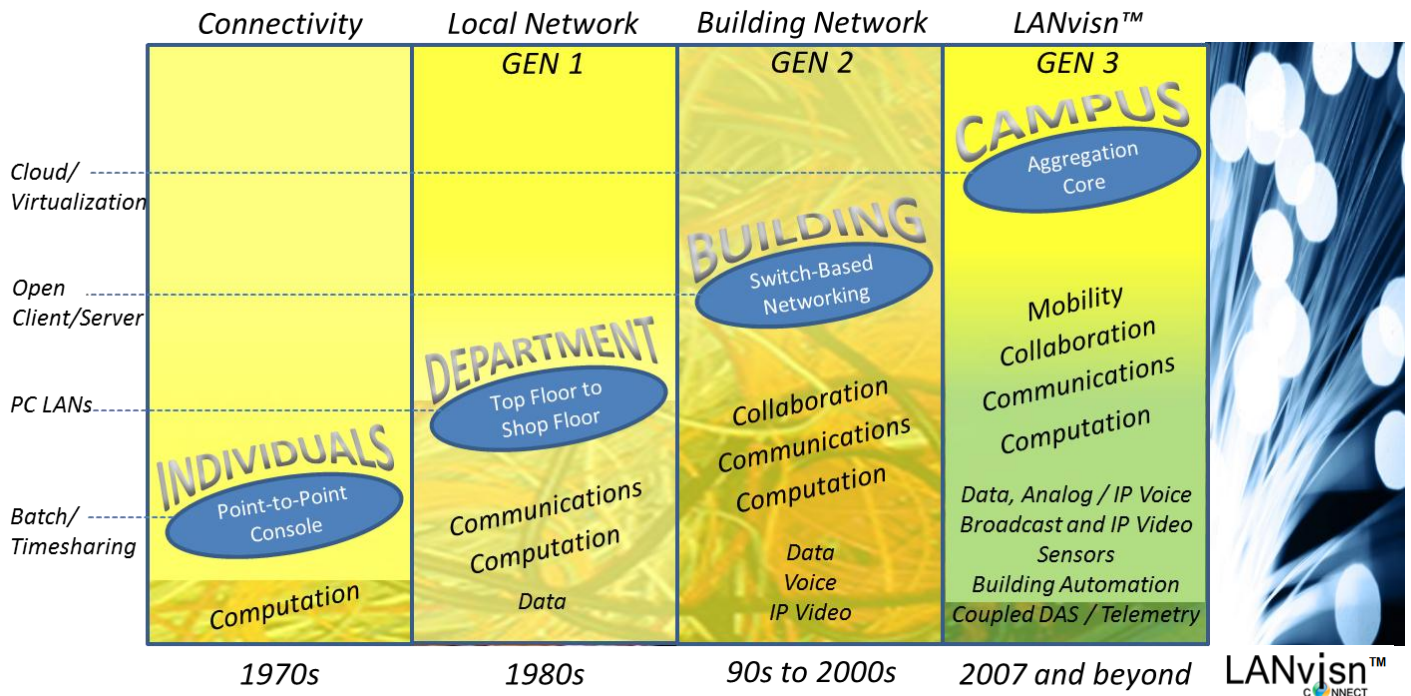 Connectivity
Local Network
Building Network
LANvisn™
GEN 1
GEN 2
GEN 3
Cloud/
Virtualization
Open
Client/Server
PC LANs
Batch/
Timesharing
INDIVIDUALS
Point-to-Point
Console
Computation
DEPARTMENT
Top Floor to
Shop Floor
Communications
Computation
Data
BUILDING
Switch-Based
Networking
Collaboration
Communications
Computation
Data
Voice
IP Video
CAMPUS
Aggregation
Core
Mobility
Collaboration
Communications
Computation
Data, Analog / IP Voice
Broadcast and IP Video
Sensors
Building Automation
Coupled DAS / Telemetry
1970s
1980s
90s to 2000s
2007 and beyond
LANvisn™
CONNECT